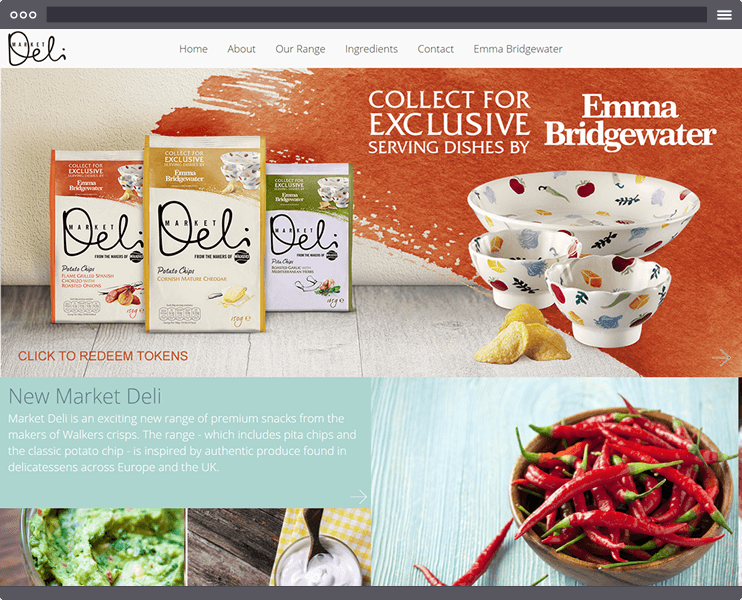 MARKET
Deli
Home About Our Range Ingredients Contact Emma Bridgewater
COLLECT FOR
EXCLUSIVE
SERVING DISHES BY
Emma
Bridgewater
COLLECT FOR
EXCLUSIVE
SERVING DISHES BY
Emma
Bridgewater
MARKET
Deli
FROM THE MAKERS OF
Potato Chips
FLAME GRILLED SPANISH
CHORIZO WITH
ROASTED ONIONS
COLLECT FOR
EXCLUSIVE
SERVING DISHES BY
Emma
Bridgewater
MARKET
Deli
FROM THE MAKERS OF WALKERS
Potato Chips
CORNISH MATURE CHEDDAR
150g e
COLLECT FOR
EXCLUSIVE
SERVING DISHES BY
Emma
Bridgewater
MARKET
Deli
FROM THE MAKERS OF WALKERS
Pita Chips
ROASTED GARLIC WITH
MEDITERRANEAN HERBS
CLICK TO REDEEM TOKENS
New Market Deli
Market Deli is an exciting new range of premium snacks from the
makers of Walkers crisps. The range - which includes pita chips and
the classic potato chip - is inspired by authentic produce found in
delicatessens across Europe and the UK.